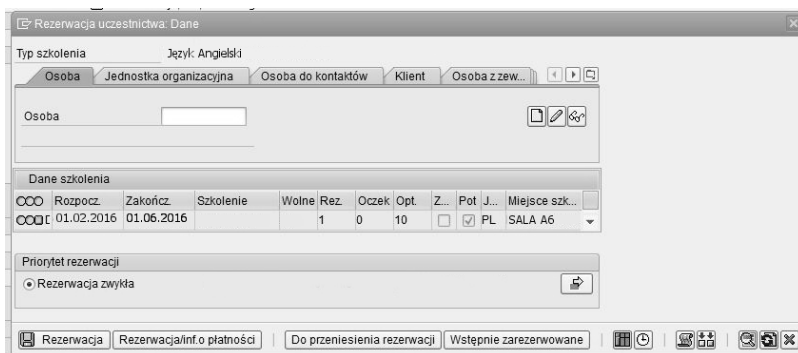 Rezerwacja uczestnictwa: Dane
Typ szkolenia Język: Angielski
Osoba Jednostka organizacyjna Osoba do kontaktów Klient Osoba z zew...
Osoba
Dane szkolenia
Rozpocz. Zakończ. Szkolenie Wolne Rez. Oczek Opt. Z... Pot J... Miejsce szk...
01.02.2016 01.06.2016 1 0 10 PL SALA A6
Priorytet rezerwacji
Rezerwacja zwykła
Rezerwacja Rezerwacja/inf.o płatności Do przeniesienia rezerwacji Wstępnie zarezerwowane